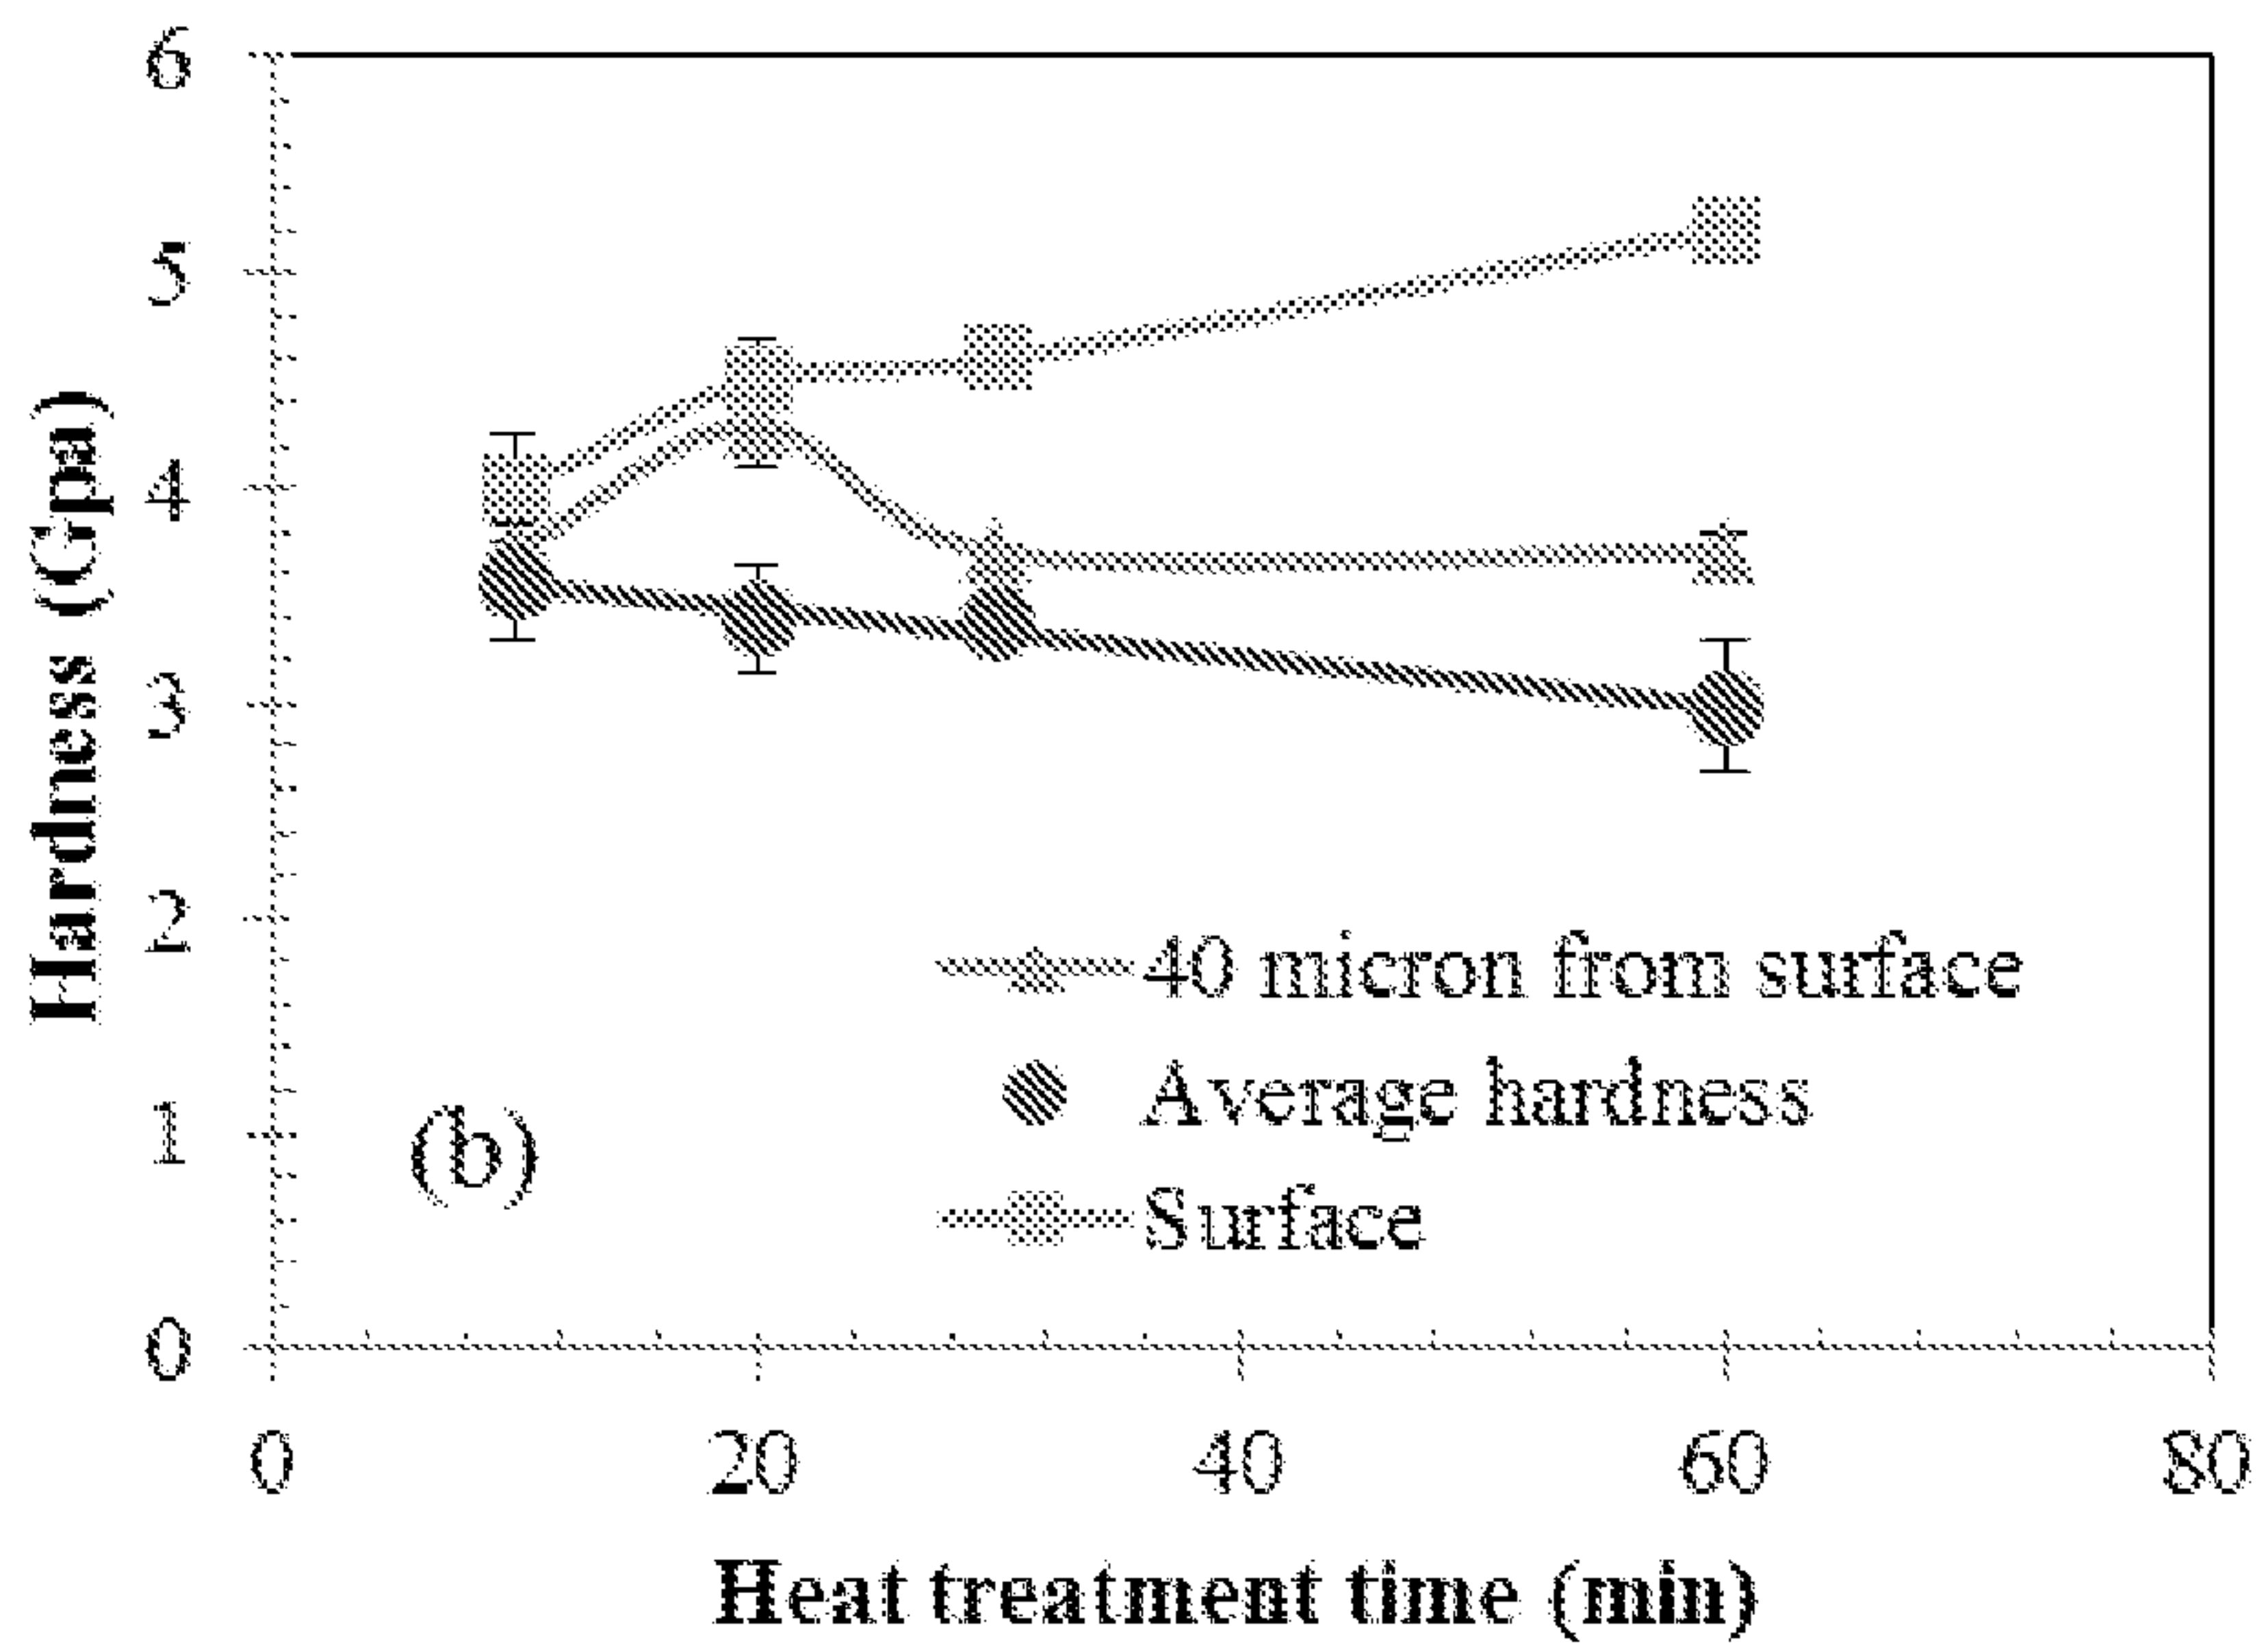 6
5
4
3
2
1
0
Hardness (Gpa)
40 micron from surface
Average hardness
Surface
(b)
0 20 40 60 80
Heat treatment time (min)